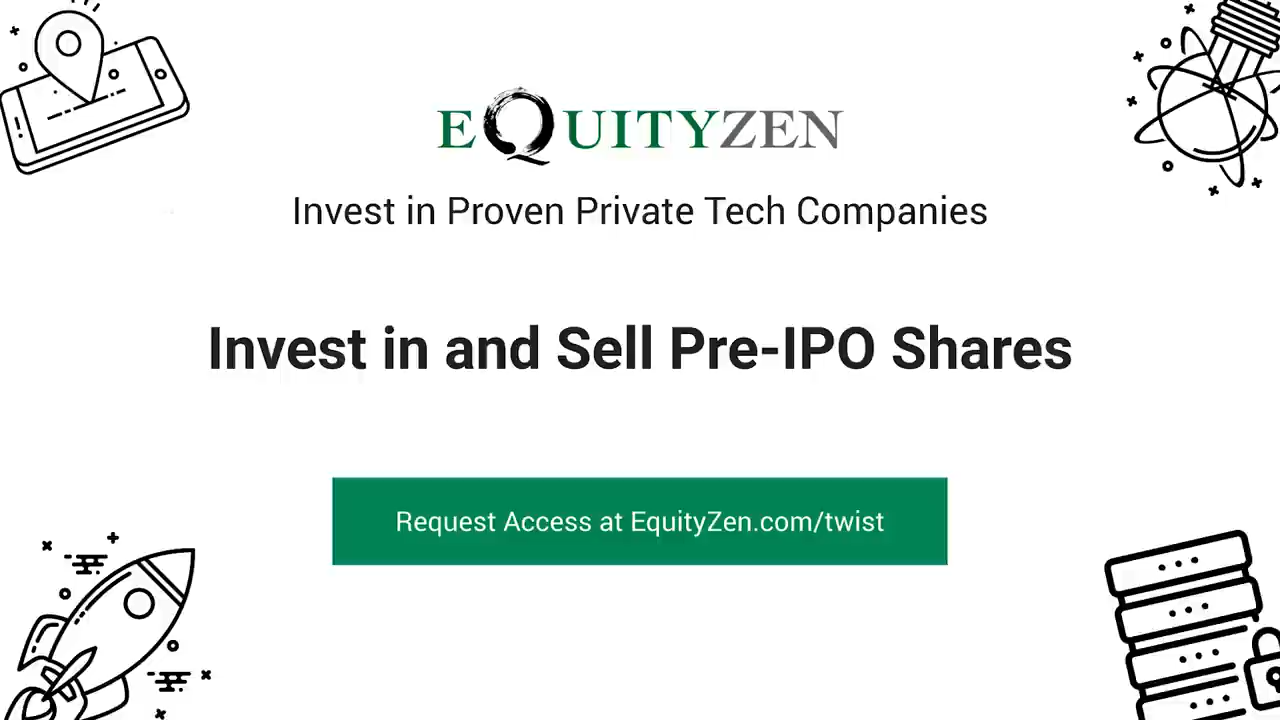 EQUITYZEN
Invest in Proven Private Tech Companies
Invest in and Sell Pre-IPO Shares
Request Access at EquityZen.com/twist